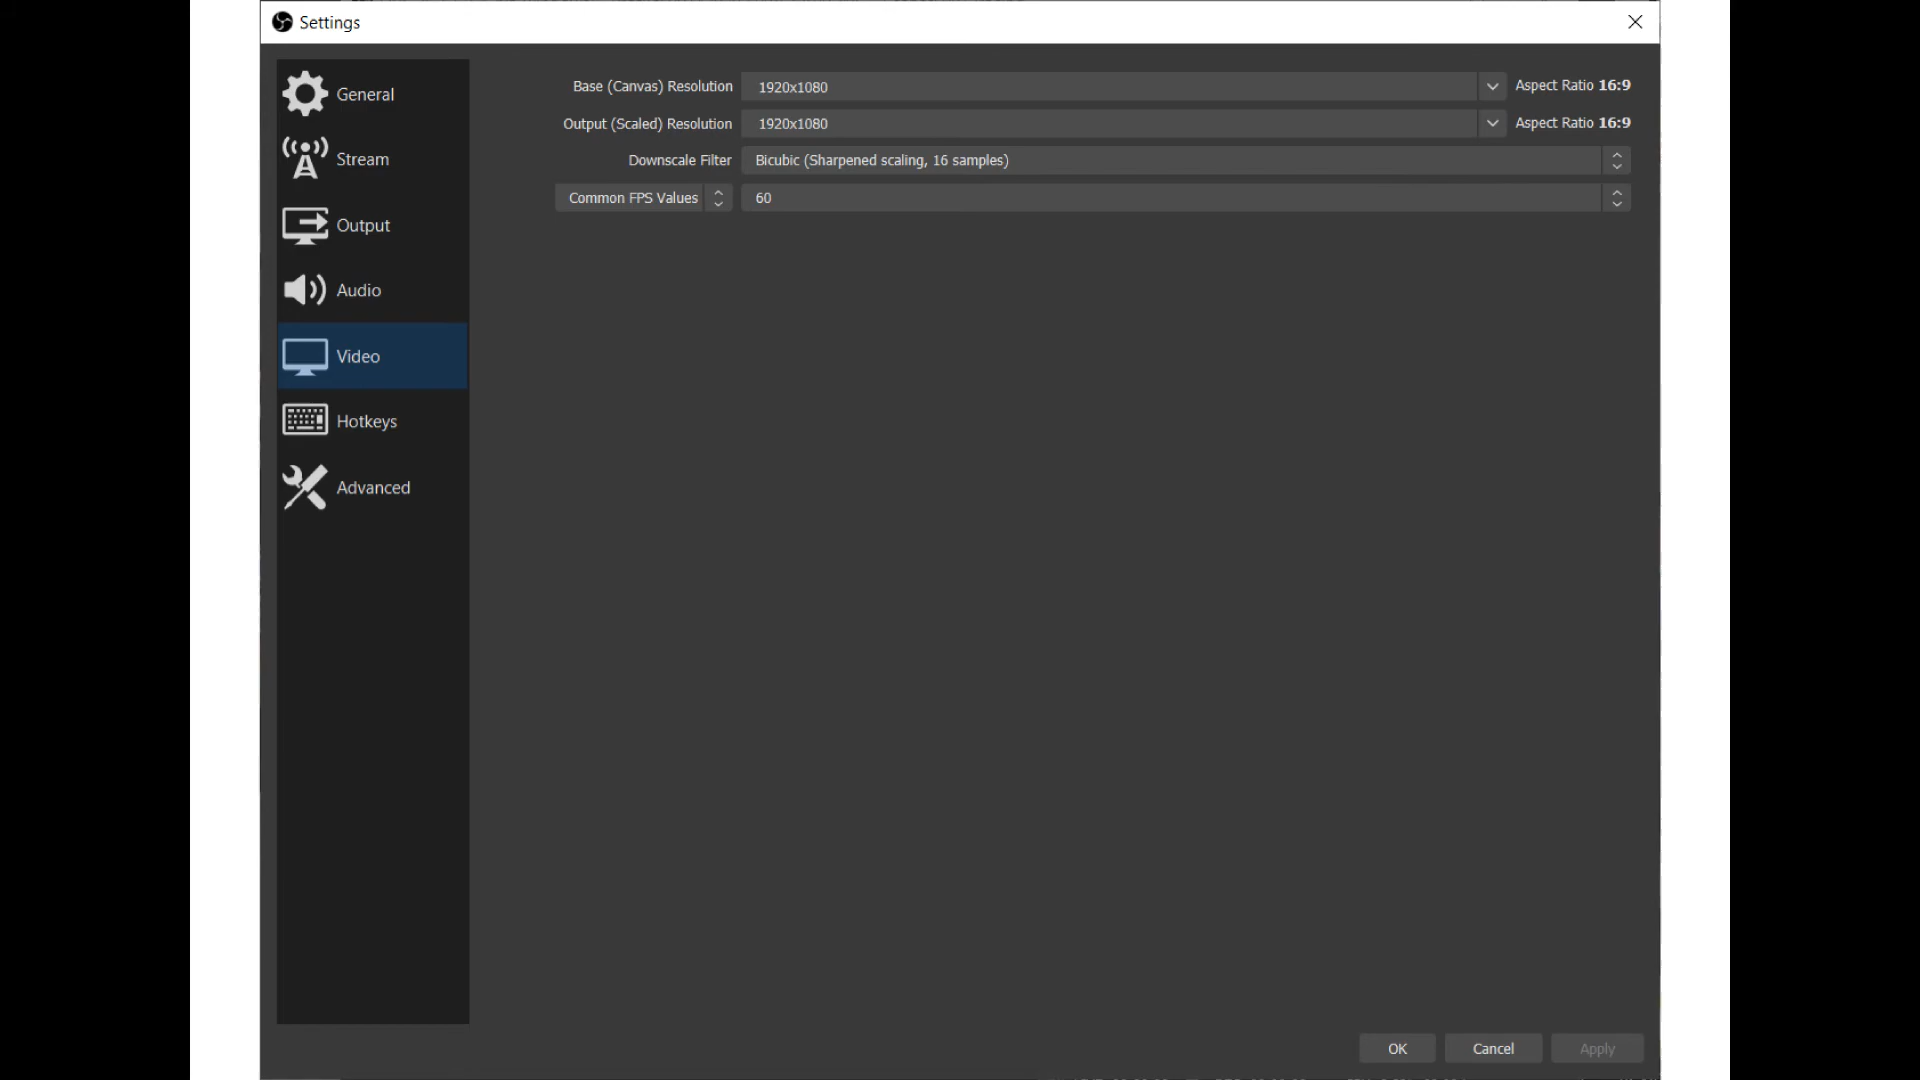 Settings
General
Stream
Output
Audio
Video
Hotkeys
Advanced
Base (Canvas) Resolution 1920x1080 Aspect Ratio 16:9
Output (Scaled) Resolution 1920x1080 Aspect Ratio 16:9
Downscale Filter Bicubic (Sharpened scaling, 16 samples)
Common FPS Values 60
OK Cancel Apply